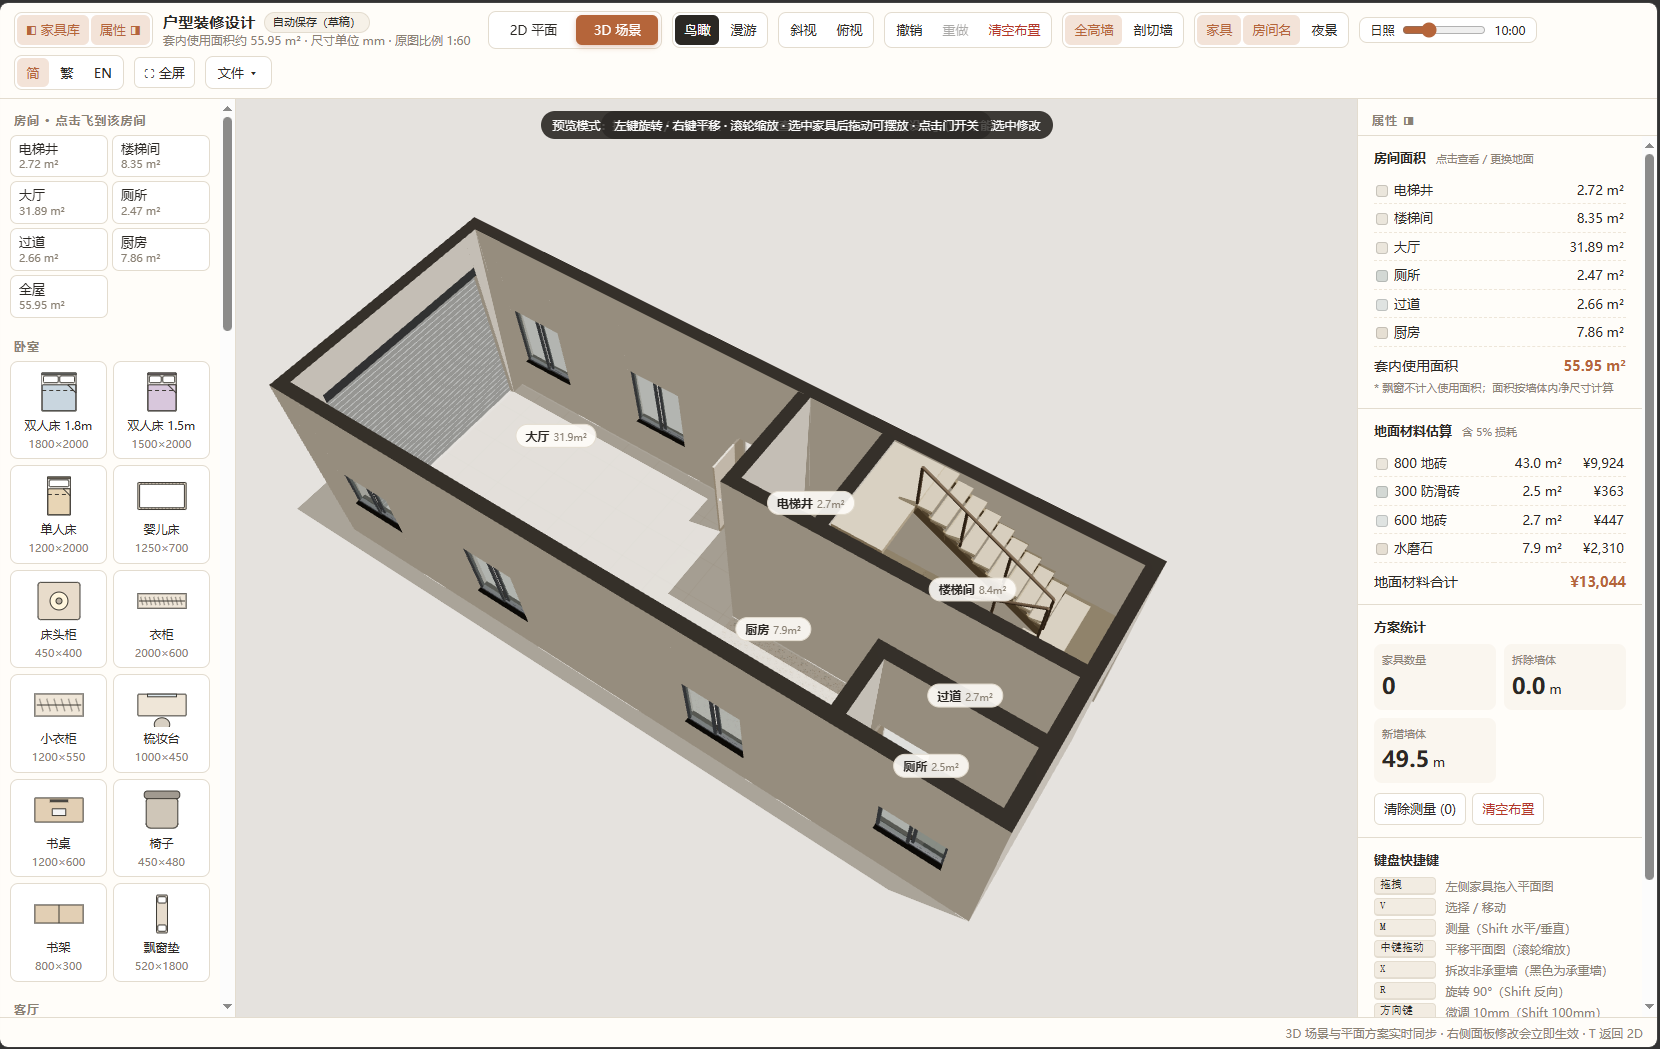 家具库
属性
户型装修设计
自动保存（草稿）
套内使用面积约 55.95 m² · 尺寸单位 mm · 原图比例 1:60
2D 平面
3D 场景
鸟瞰
漫游
斜视
俯视
撤销
重做
清空布置
全高墙
剖切墙
家具
房间名
夜景
日照
10:00
简
繁
EN
全屏
文件
房间 · 点击飞到该房间
电梯井
2.72 m²
楼梯间
8.35 m²
大厅
31.89 m²
厕所
2.47 m²
过道
2.66 m²
厨房
7.86 m²
全屋
55.95 m²
卧室
双人床 1.8m
1800×2000
双人床 1.5m
1500×2000
单人床
1200×2000
婴儿床
1250×700
床头柜
450×400
衣柜
2000×600
小衣柜
1200×550
梳妆台
1000×450
书桌
1200×600
椅子
450×480
书架
800×300
飘窗垫
520×1800
客厅
预览模式
左键旋转 · 右键平移 · 滚轮缩放 · 选中家具后拖动可摆放 · 点击门开关
选中修改
大厅 31.9m²
电梯井 2.7m²
楼梯间 8.4m²
厨房 7.9m²
过道 2.7m²
厕所 2.5m²
属性
房间面积 点击查看 / 更换地面
电梯井 2.72 m²
楼梯间 8.35 m²
大厅 31.89 m²
厕所 2.47 m²
过道 2.66 m²
厨房 7.86 m²
套内使用面积 55.95 m²
* 飘窗不计入使用面积；面积按墙体内净尺寸计算
地面材料估算 含 5% 损耗
800 地砖 43.0 m² ¥9,924
300 防滑砖 2.5 m² ¥363
600 地砖 2.7 m² ¥447
水磨石 7.9 m² ¥2,310
地面材料合计 ¥13,044
方案统计
家具数量
0
拆除墙体
0.0 m
新增墙体
49.5 m
清除测量 (0)
清空布置
键盘快捷键
拖拽 左侧家具拖入平面图
V 选择 / 移动
M 测量（Shift 水平/垂直）
中键拖动 平移平面图（滚轮缩放）
X 拆改非承重墙（黑色为承重墙）
R 旋转 90°（Shift 反向）
方向键 微调 10mm（Shift 100mm）
3D 场景与平面方案实时同步 · 右侧面板修改会立即生效 · T 返回 2D